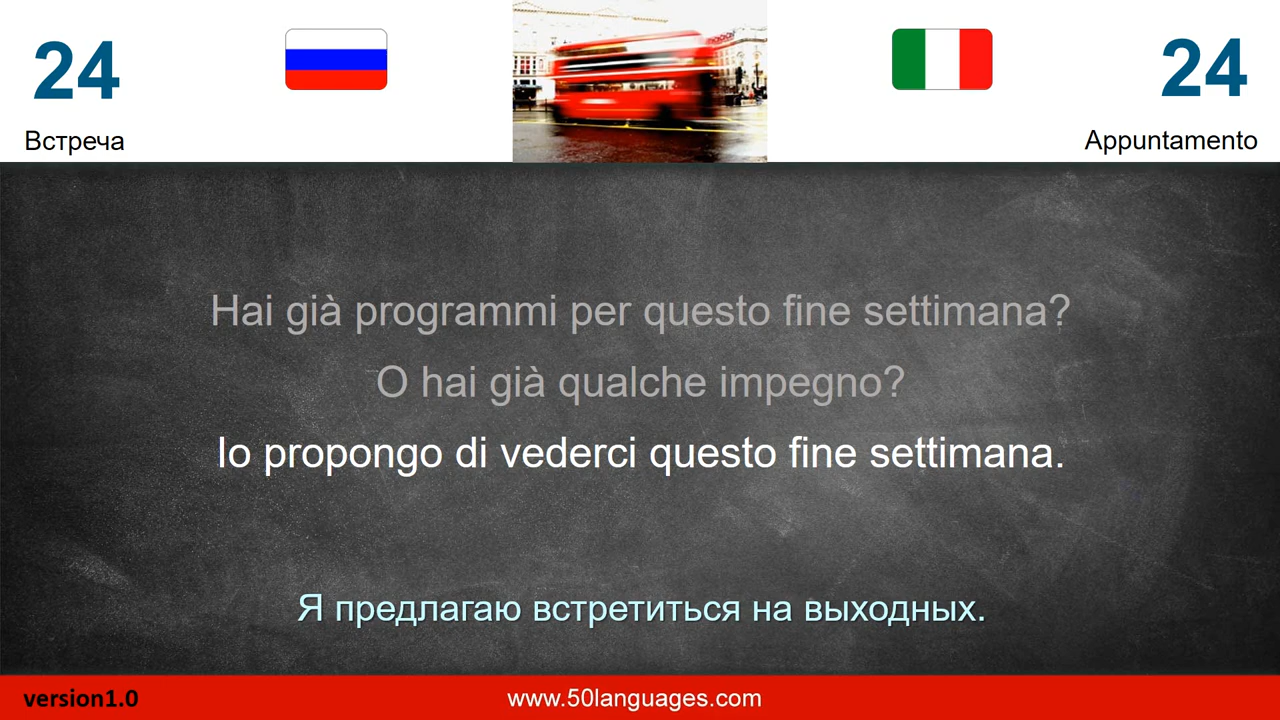 24
24
Встреча
Appuntamento
Hai già programmi per questo fine settimana?
O hai già qualche impegno?
Io propongo di vederci questo fine settimana.
Я предлагаю встретиться на выходных.
version1.0
www.50languages.com